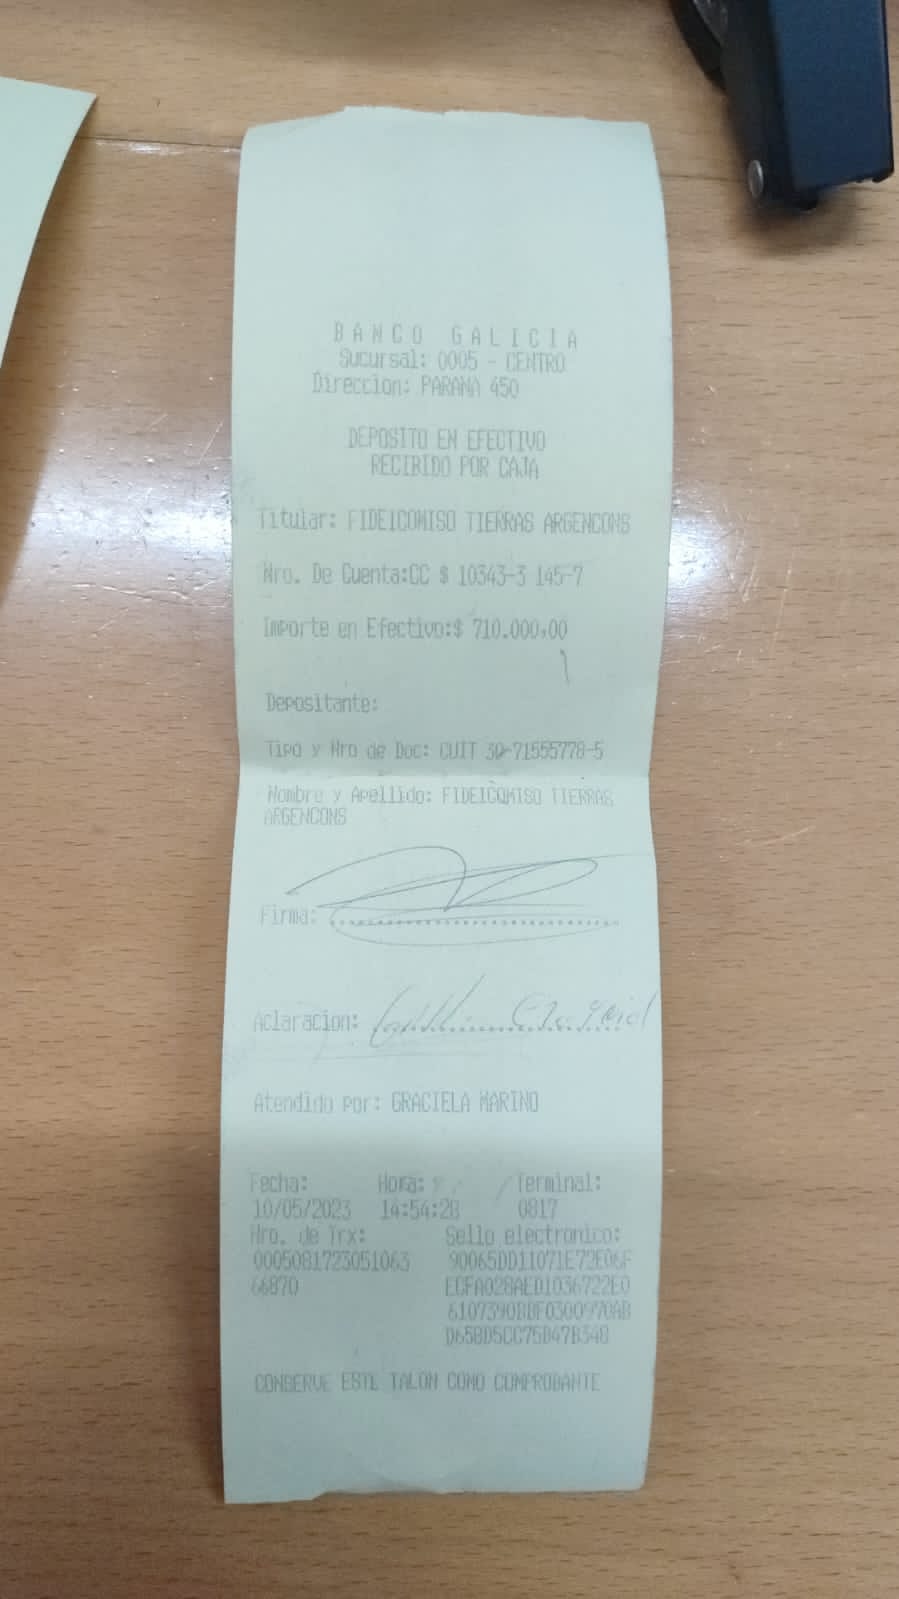 BANCO GALICIA
Sucursal: 0005 - CENTRO
Direccion: PARANA 450
DEPOSITO EN EFECTIVO
RECIBIDO POR CAJA
Titular: FIDEICOMISO TIERRAS ARGENCONS
Nro. De Cuenta:CC $ 10343-3 145-7
Importe en Efectivo:$ 710.000,00
Depositante:
Tipo y Nro de Doc: CUIT 30-71555778-5
Nombre y Apellido: FIDEICOMISO TIERRAS
ARGENCONS
Firma:
Aclaracion:
Atendido por: GRACIELA MARINO
Fecha: Hora: Terminal:
10/05/2023 14:54:28 0817
Nro. de Trx: Sello electronico:
0005081723051063 90065DD11071E72E06F
66870 ECFA028AED1036722E0
6107390BBF0300970AB
D658D5CC75B47B348
CONSERVE ESTE TALON COMO COMPROBANTE